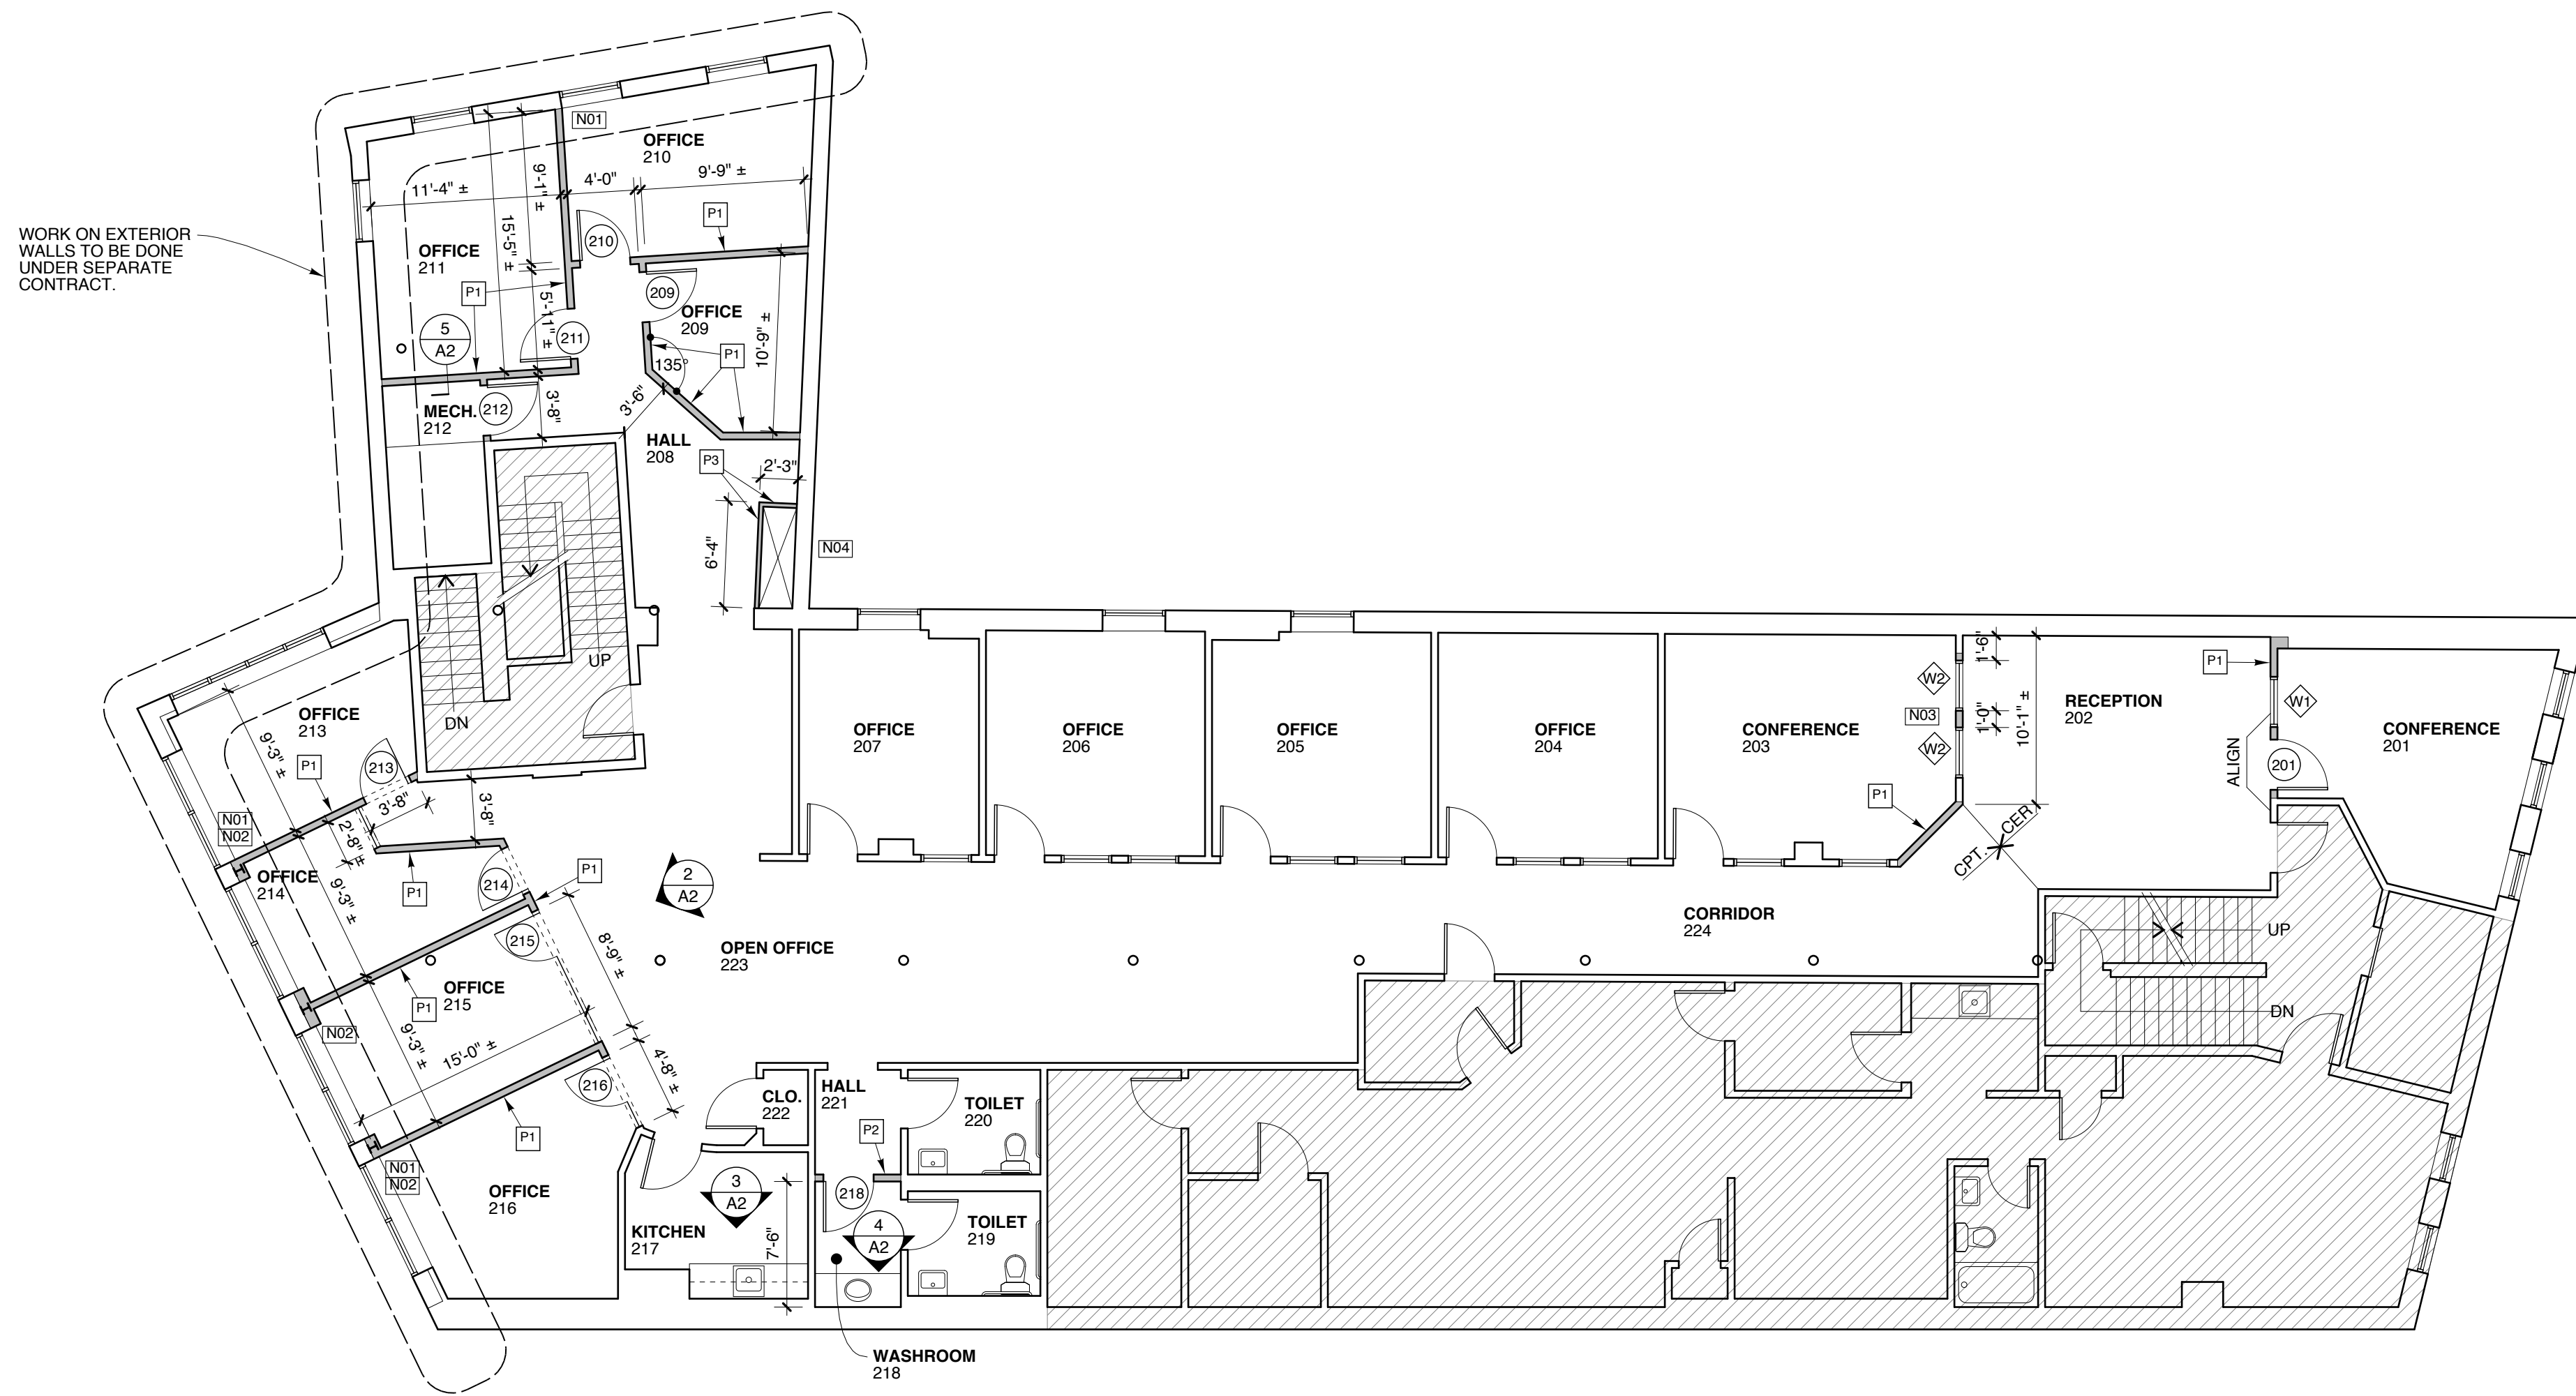 WORK ON EXTERIOR
WALLS TO BE DONE
UNDER SEPARATE
CONTRACT.
N01
OFFICE
210
11'-4" ±
9'-1" ±
4'-0"
9'-9" ±
P1
15'-5" ±
210
OFFICE
211
P1
5'-11" ±
209
OFFICE
209
10'-9" ±
5
A2
211
P1
135°
3'-6"
3'-8"
MECH.
212
212
HALL
208
P3
2'-3"
6'-4"
N04
UP
DN
OFFICE
213
9'-3" ±
P1
213
3'-8"
3'-8"
N01
N02
2'-8" ±
OFFICE
214
9'-3" ±
P1
214
P1
215
8'-9" ±
OFFICE
215
P1
N02
9'-3" ±
15'-0" ±
4'-8" ±
216
P1
N01
N02
OFFICE
216
2
A2
OPEN OFFICE
223
OFFICE
207
OFFICE
206
OFFICE
205
OFFICE
204
CONFERENCE
203
P1
W2
N03
W2
1'-6"
1'-0"
10'-1" ±
RECEPTION
202
P1
W1
ALIGN
201
CONFERENCE
201
CPT.
CER.
CORRIDOR
224
UP
DN
CLO.
222
HALL
221
P2
TOILET
220
3
A2
218
4
A2
TOILET
219
KITCHEN
217
7'-6"
WASHROOM
218